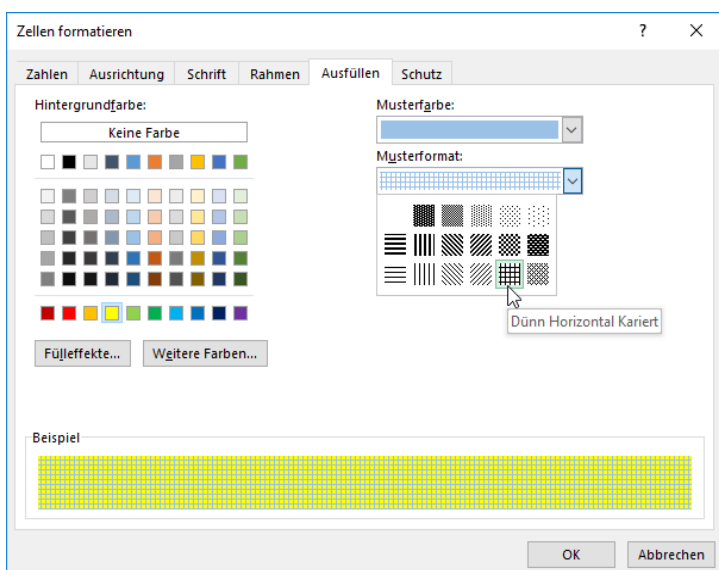 Zellen formatieren
? X
Zahlen Ausrichtung Schrift Rahmen Ausfüllen Schutz
Hintergrundfarbe:
Keine Farbe
Musterfarbe:
Musterformat:
Dünn Horizontal Kariert
Fülleffekte... Weitere Farben...
Beispiel
OK Abbrechen